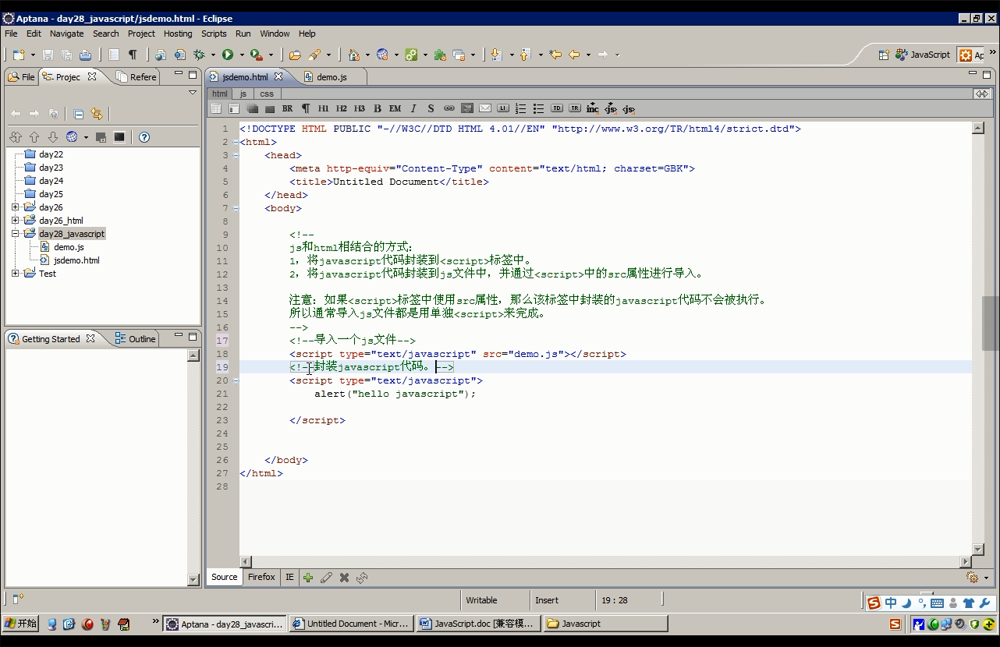 Aptana - day28_javascript/jsdemo.html - Eclipse
File Edit Navigate Search Project Hosting Scripts Run Window Help
JavaScript Ap
File Projec Refere
jsdemo.html demo.js
html js css
BR ¶ H1 H2 H3 B EM I S LI TD TR inc js js
day22
day23
day24
day25
day26
day26_html
day28_javascript
demo.js
jsdemo.html
Test
Getting Started Outline
1 <!DOCTYPE HTML PUBLIC "-//W3C//DTD HTML 4.01//EN" "http://www.w3.org/TR/html4/strict.dtd">
2 <html>
3 <head>
4 <meta http-equiv="Content-Type" content="text/html; charset=GBK">
5 <title>Untitled Document</title>
6 </head>
7 <body>
8
9 <!--
10 js和html相结合的方式:
11 1，将javascript代码封装到<script>标签中。
12 2，将javascript代码封装到js文件中，并通过<script>中的src属性进行导入。
13
14 注意：如果<script>标签中使用src属性，那么该标签中封装的javascript代码不会被执行。
15 所以通常导入js文件都是用单独<script>来完成。
16 -->
17 <!--导入一个js文件-->
18 <script type="text/javascript" src="demo.js"></script>
19 <!--封装javascript代码。-->
20 <script type="text/javascript">
21 alert("hello javascript");
22
23 </script>
24
25
26 </body>
27 </html>
28
Source Firefox IE
Writable Insert 19 : 28
中
开始 Aptana - day28_javascri... Untitled Document - Micr... JavaScript.doc [兼容模... Javascript